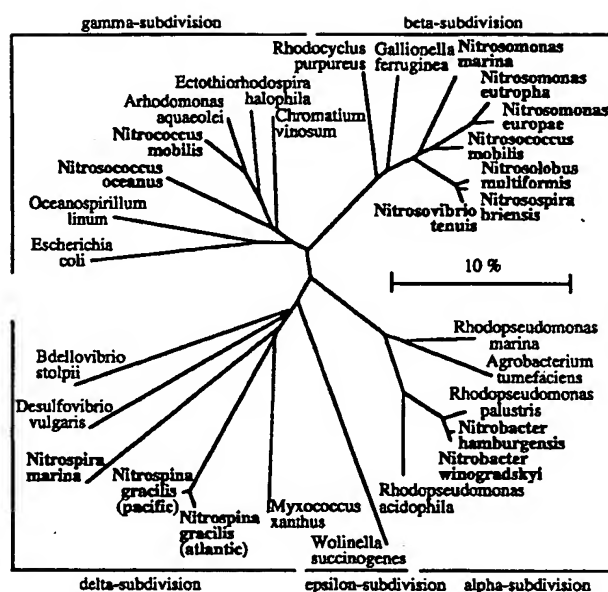 gamma-subdivision
beta-subdivision
Rhodocyclus
purpureus
Gallionella
ferruginea
Nitrosomonas
marina
Nitrosomonas
eutropha
Nitrosomonas
europae
Nitrosococcus
mobilis
Nitrosolobus
multiformis
Nitrosospira
briensis
Nitrosovibrio
tenuis
Ectothiorhodospira
halophila
Arhodomonas
aquaeolei
Chromatium
vinosum
Nitrococcus
mobilis
Nitrosococcus
oceanus
Oceanospirillum
linum
Escherichia
coli
10 %
Bdellovibrio
stolpii
Desulfovibrio
vulgaris
Nitrospira
marina
Nitrospina
gracilis
(pacific)
Nitrospina
gracilis
(atlantic)
Myxococcus
xanthus
Wolinella
succinogenes
Rhodopseudomonas
marina
Agrobacterium
tumefaciens
Rhodopseudomonas
palustris
Nitrobacter
hamburgensis
Nitrobacter
winogradskyi
Rhodopseudomonas
acidophila
delta-subdivision
epsilon-subdivision
alpha-subdivision